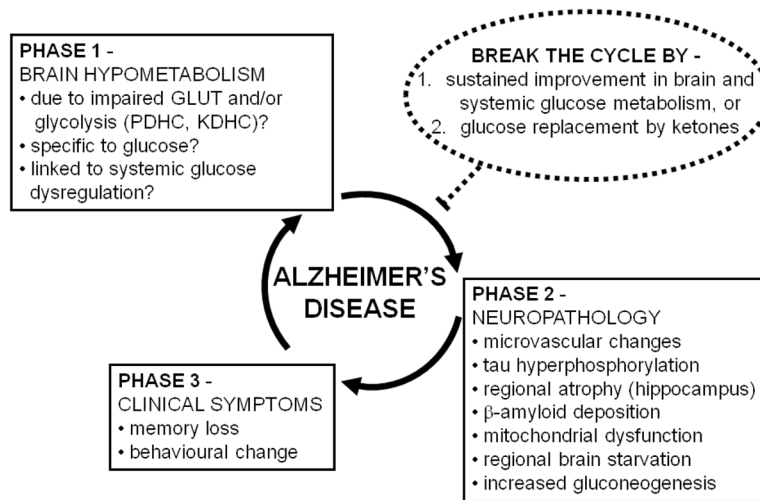 PHASE 1 -
BRAIN HYPOMETABOLISM
• due to impaired GLUT and/or
glycolysis (PDHC, KDHC)?
• specific to glucose?
• linked to systemic glucose
dysregulation?
BREAK THE CYCLE BY -
1. sustained improvement in brain and
systemic glucose metabolism, or
2. glucose replacement by ketones
ALZHEIMER'S
DISEASE
PHASE 2 -
NEUROPATHOLOGY
• microvascular changes
• tau hyperphosphorylation
• regional atrophy (hippocampus)
• β-amyloid deposition
• mitochondrial dysfunction
• regional brain starvation
• increased gluconeogenesis
PHASE 3 -
CLINICAL SYMPTOMS
• memory loss
• behavioural change